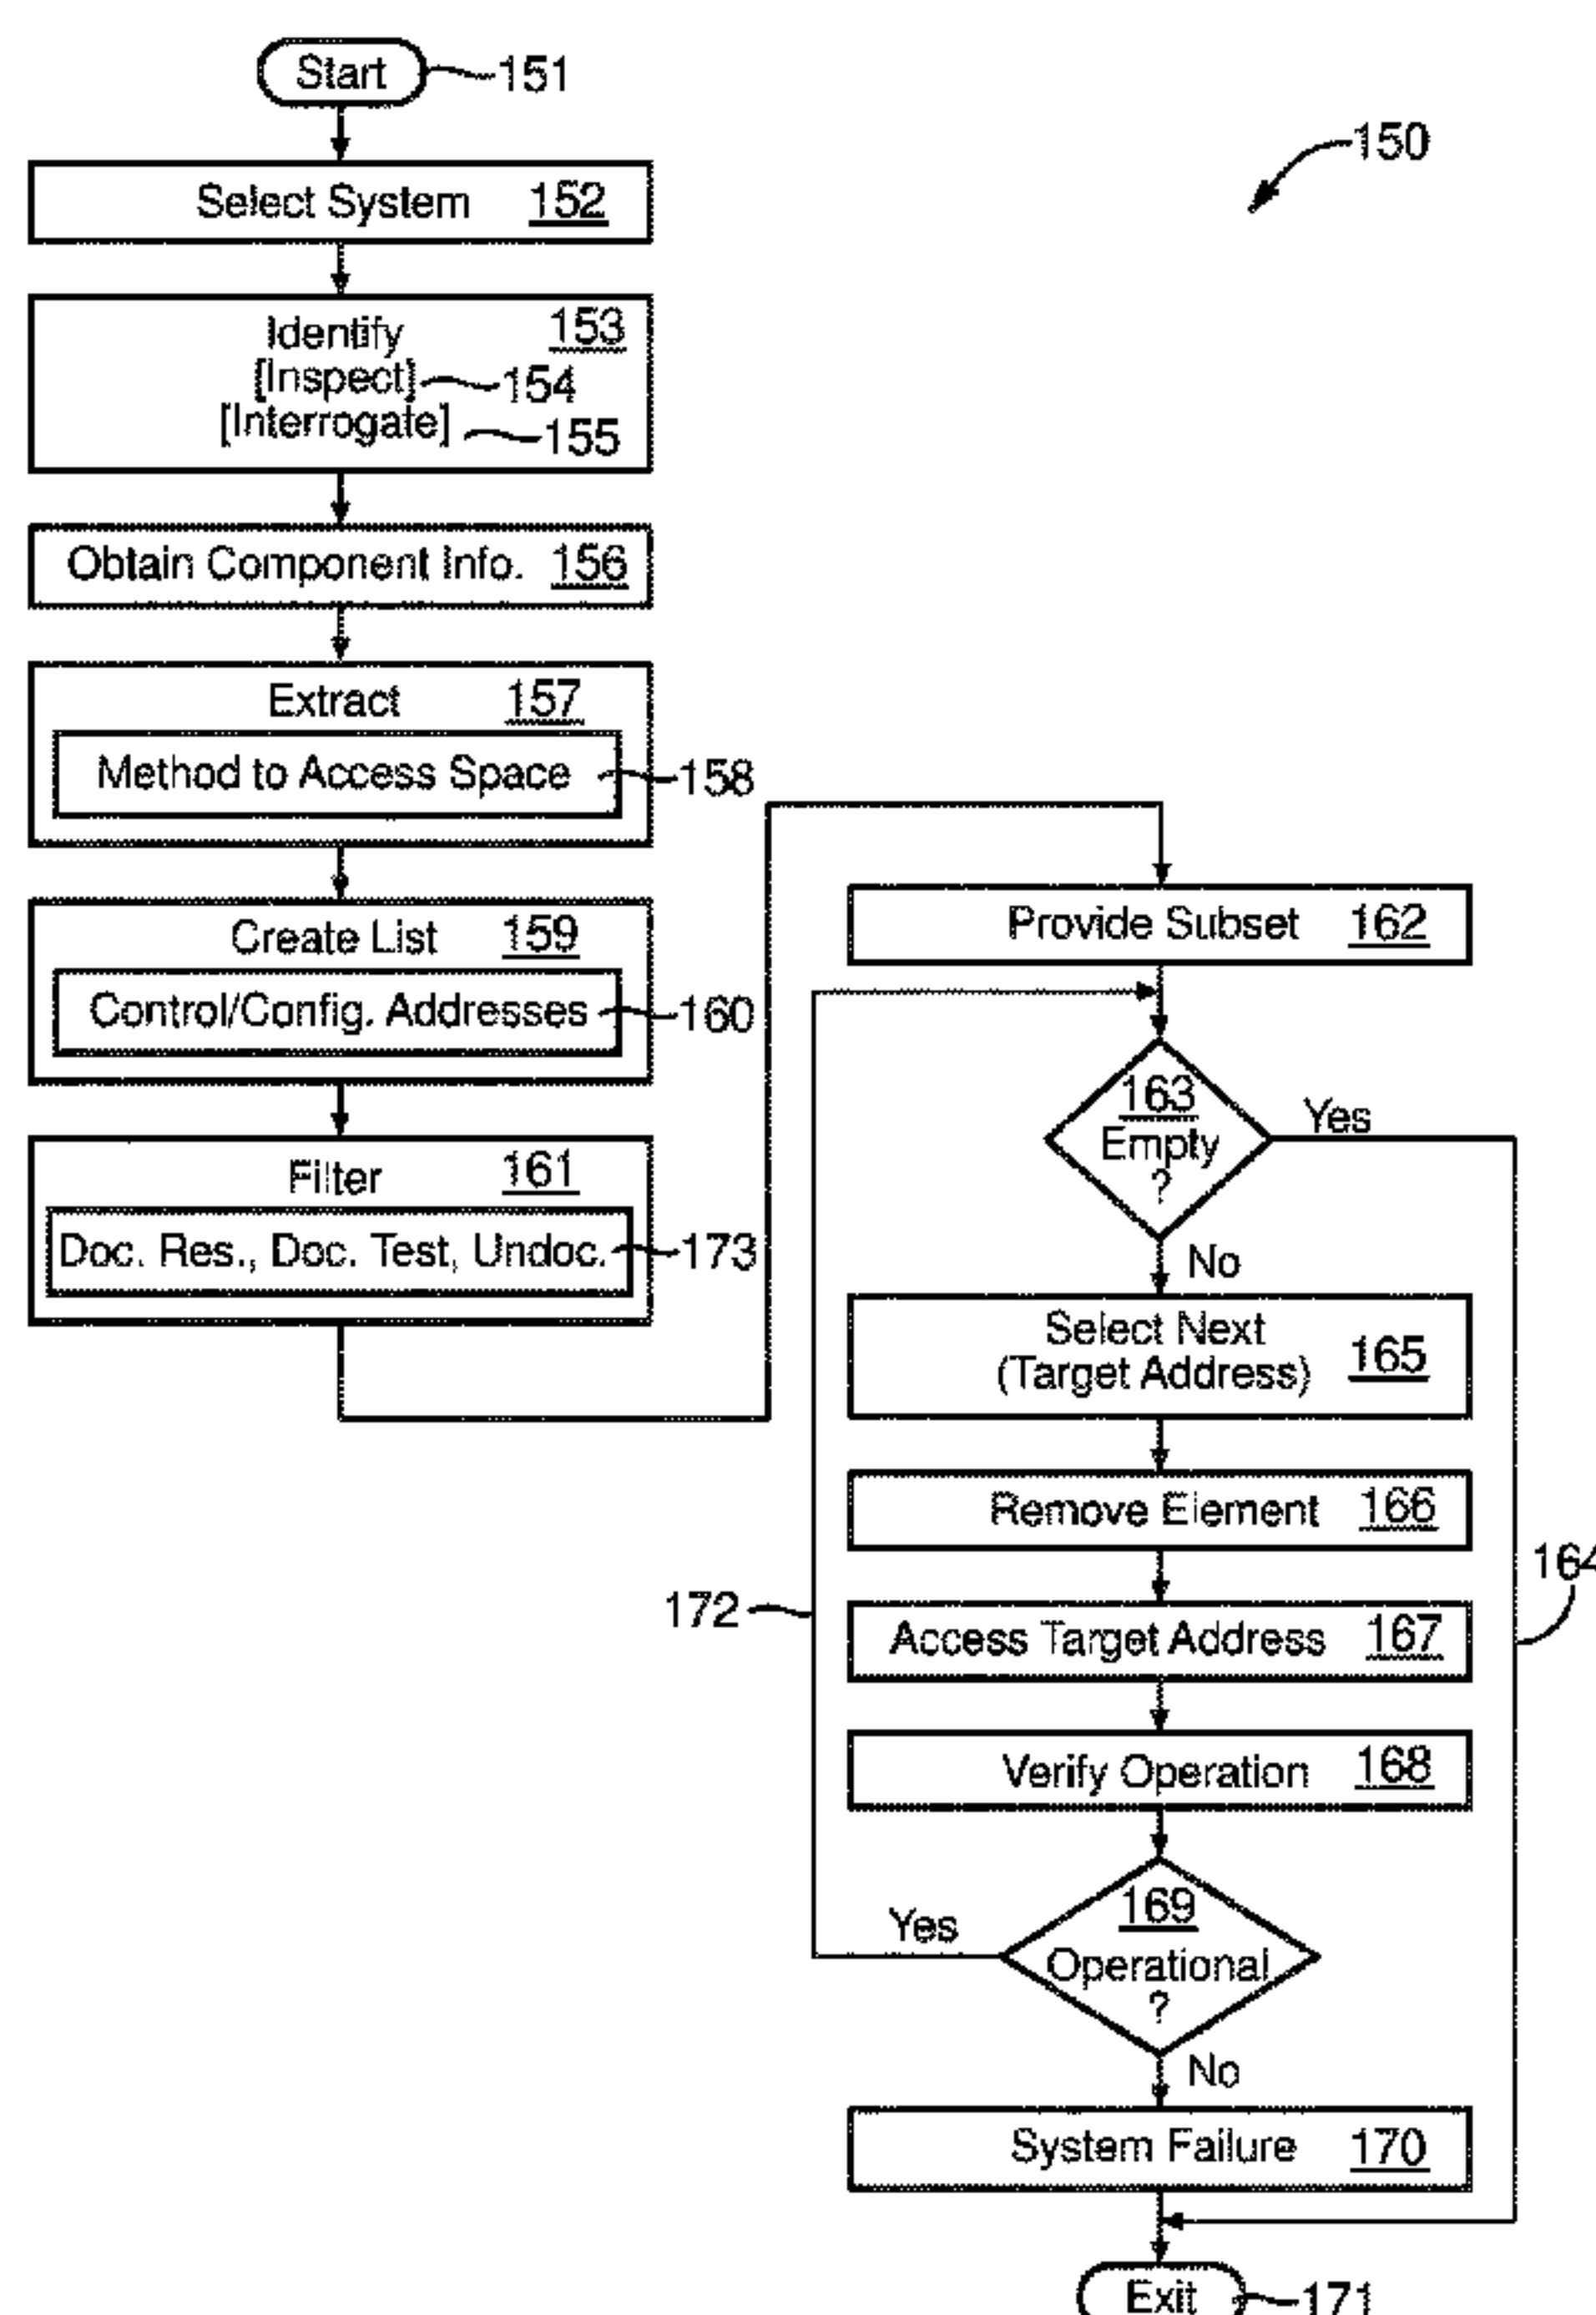 Start 151
150
Select System 152
Identify 153
[Inspect] 154
[Interrogate] 155
Obtain Component Info. 156
Extract 157
Method to Access Space 158
Create List 159
Control/Config. Addresses 160
Filter 161
Doc. Res., Doc. Test, Undoc. 173
Provide Subset 162
163
Empty
?
Yes
No
Select Next
(Target Address) 165
Remove Element 166
164
172
Access Target Address 167
Verify Operation 168
169
Operational
?
Yes
No
System Failure 170
Exit 171